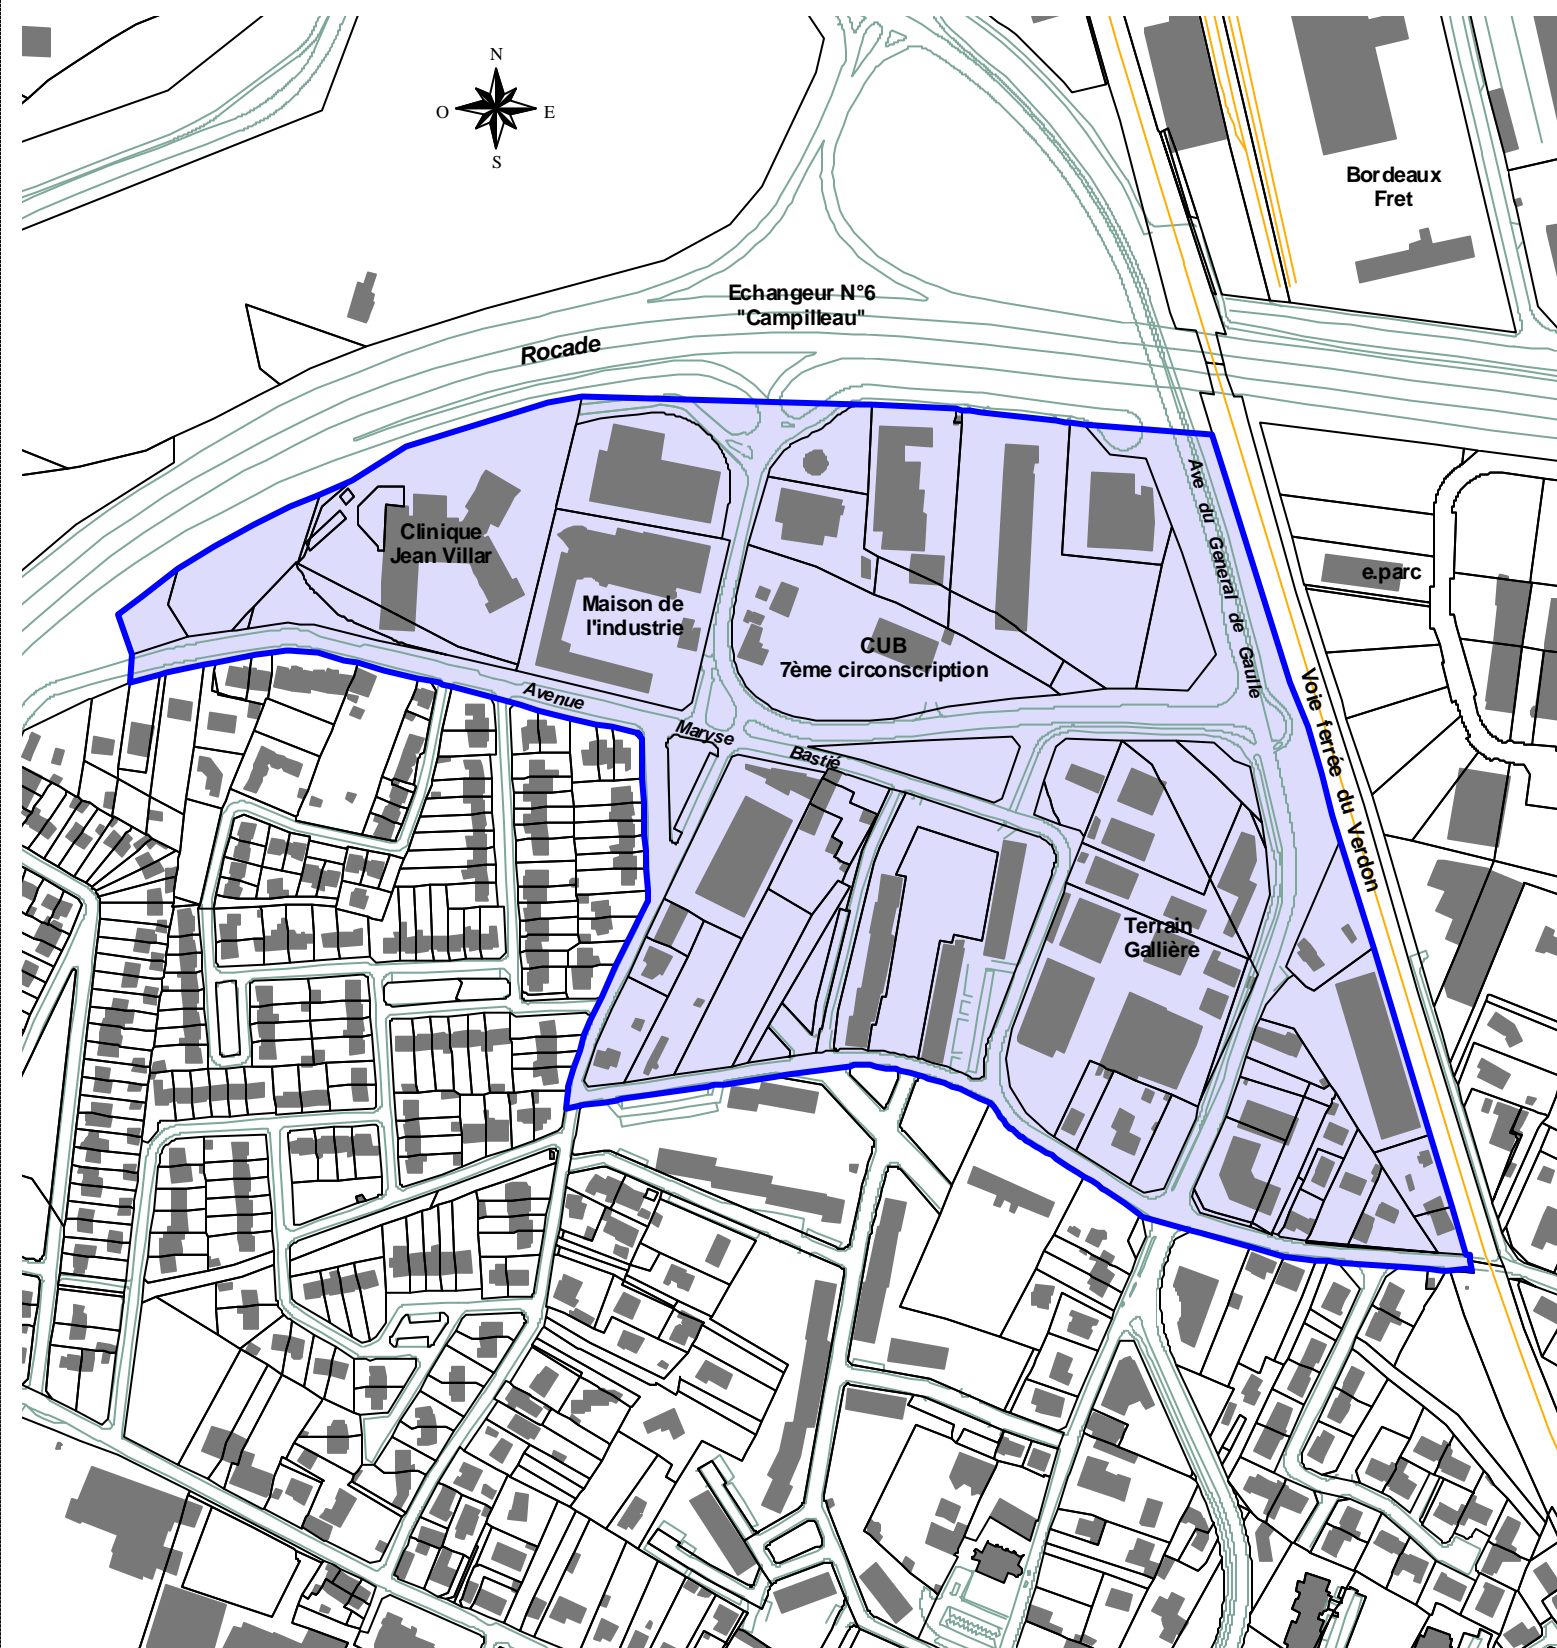 N
O E
S
Bordeaux
Fret
Echangeur N°6
"Campilleau"
Rocade
Ave du General de Gaulle
Clinique
Jean Villar
e.parc
Maison de
l'industrie
CUB
7ème circonscription
Voie ferrée du Verdon
Avenue Maryse Bastié
Terrain
Gallière